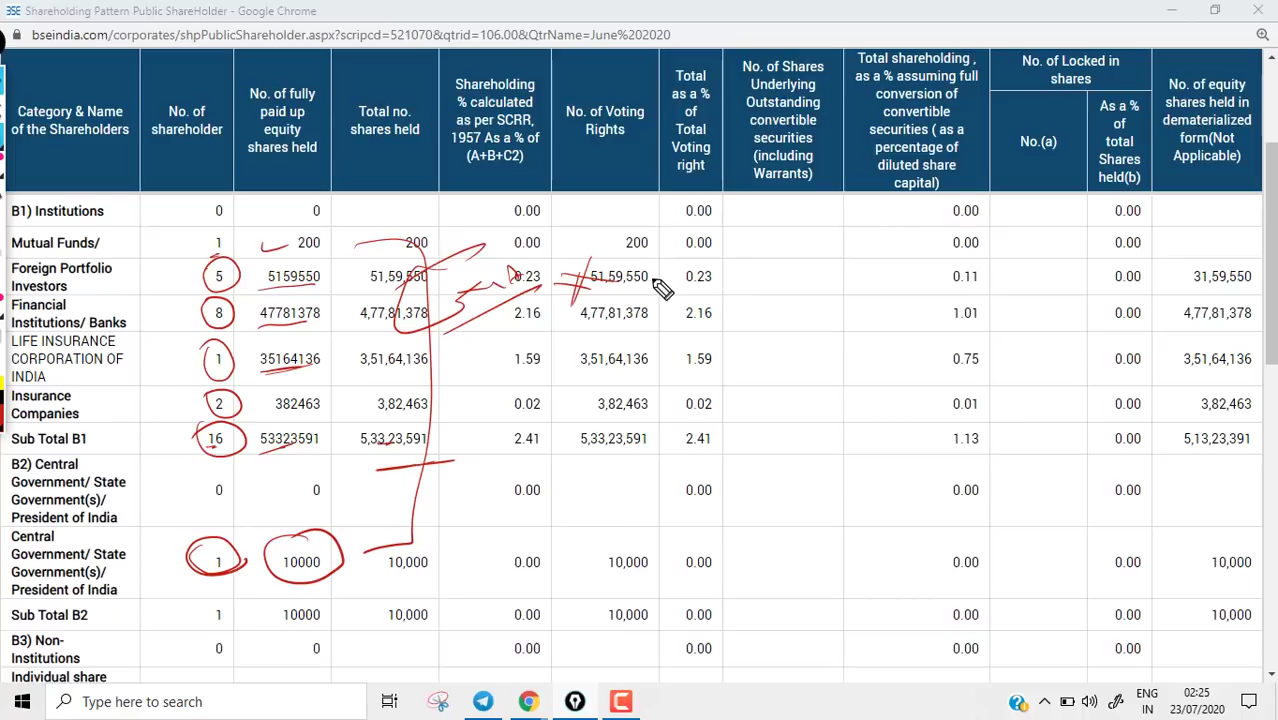 BSE Shareholding Pattern Public ShareHolder - Google Chrome
bseindia.com/corporates/shpPublicShareholder.aspx?scripcd=521070&qtrid=106.00&QtrName=June%202020
Category & Name of the Shareholders No. of shareholder No. of fully paid up equity shares held Total no. shares held Shareholding % calculated as per SCRR, 1957 As a % of (A+B+C2) No. of Voting Rights Total as a % of Total Voting right No. of Shares Underlying Outstanding convertible securities (including Warrants) Total shareholding , as a % assuming full conversion of convertible securities ( as a percentage of diluted share capital) No. of Locked in shares No.(a) As a % of total Shares held(b) No. of equity shares held in dematerialized form(Not Applicable)
B1) Institutions 0 0 0.00 0.00 0.00 0.00
Mutual Funds/ 1 200 200 0.00 200 0.00 0.00 0.00
Foreign Portfolio Investors 5 5159550 51,59,550 0.23 51,59,550 0.23 0.11 0.00 31,59,550
Financial Institutions/ Banks 8 47781378 4,77,81,378 2.16 4,77,81,378 2.16 1.01 0.00 4,77,81,378
LIFE INSURANCE CORPORATION OF INDIA 1 35164136 3,51,64,136 1.59 3,51,64,136 1.59 0.75 0.00 3,51,64,136
Insurance Companies 2 382463 3,82,463 0.02 3,82,463 0.02 0.01 0.00 3,82,463
Sub Total B1 16 53323591 5,33,23,591 2.41 5,33,23,591 2.41 1.13 0.00 5,13,23,391
B2) Central Government/ State Government(s)/ President of India 0 0 0.00 0.00 0.00 0.00
Central Government/ State Government(s)/ President of India 1 10000 10,000 0.00 10,000 0.00 0.00 0.00 10,000
Sub Total B2 1 10000 10,000 0.00 10,000 0.00 0.00 0.00 10,000
B3) Non-Institutions 0 0 0.00 0.00 0.00 0.00
Individual share
Type here to search
ENG
IN
02:25
23/07/2020